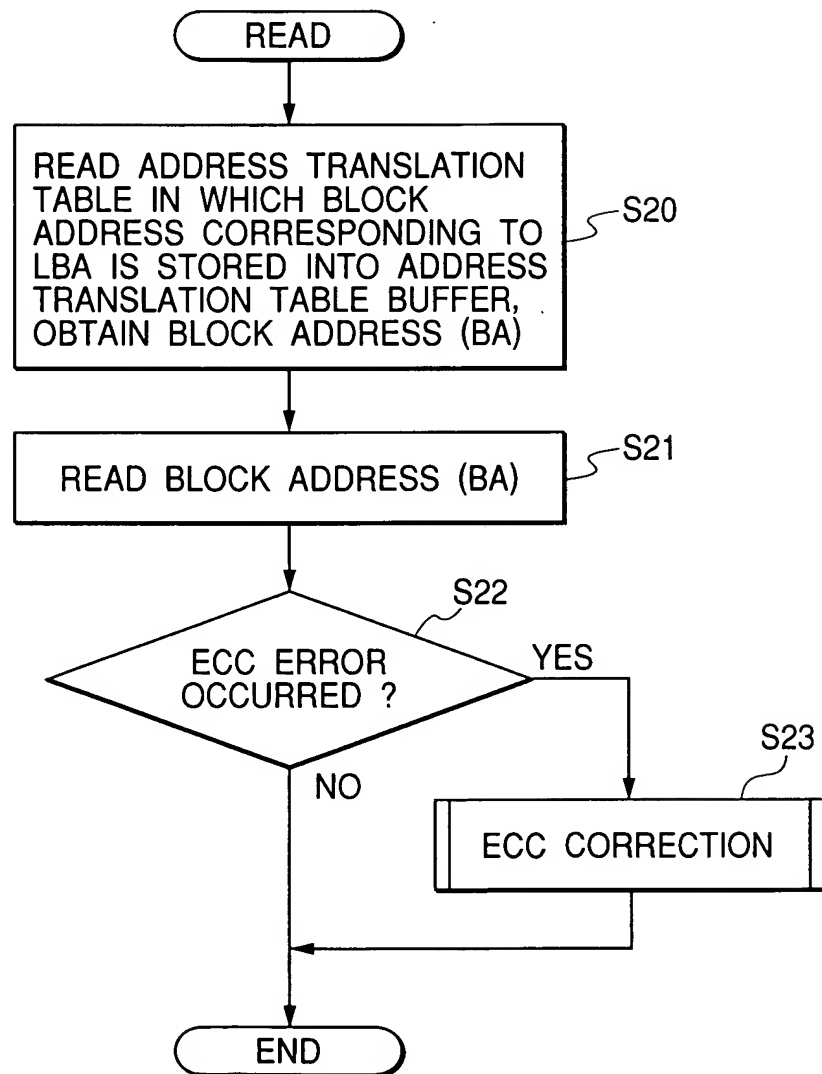 READ
READ ADDRESS TRANSLATION
TABLE IN WHICH BLOCK
ADDRESS CORRESPONDING TO
LBA IS STORED INTO ADDRESS
TRANSLATION TABLE BUFFER,
OBTAIN BLOCK ADDRESS (BA)
S20
READ BLOCK ADDRESS (BA)
S21
S22
ECC ERROR
OCCURRED ?
YES
NO
S23
ECC CORRECTION
END